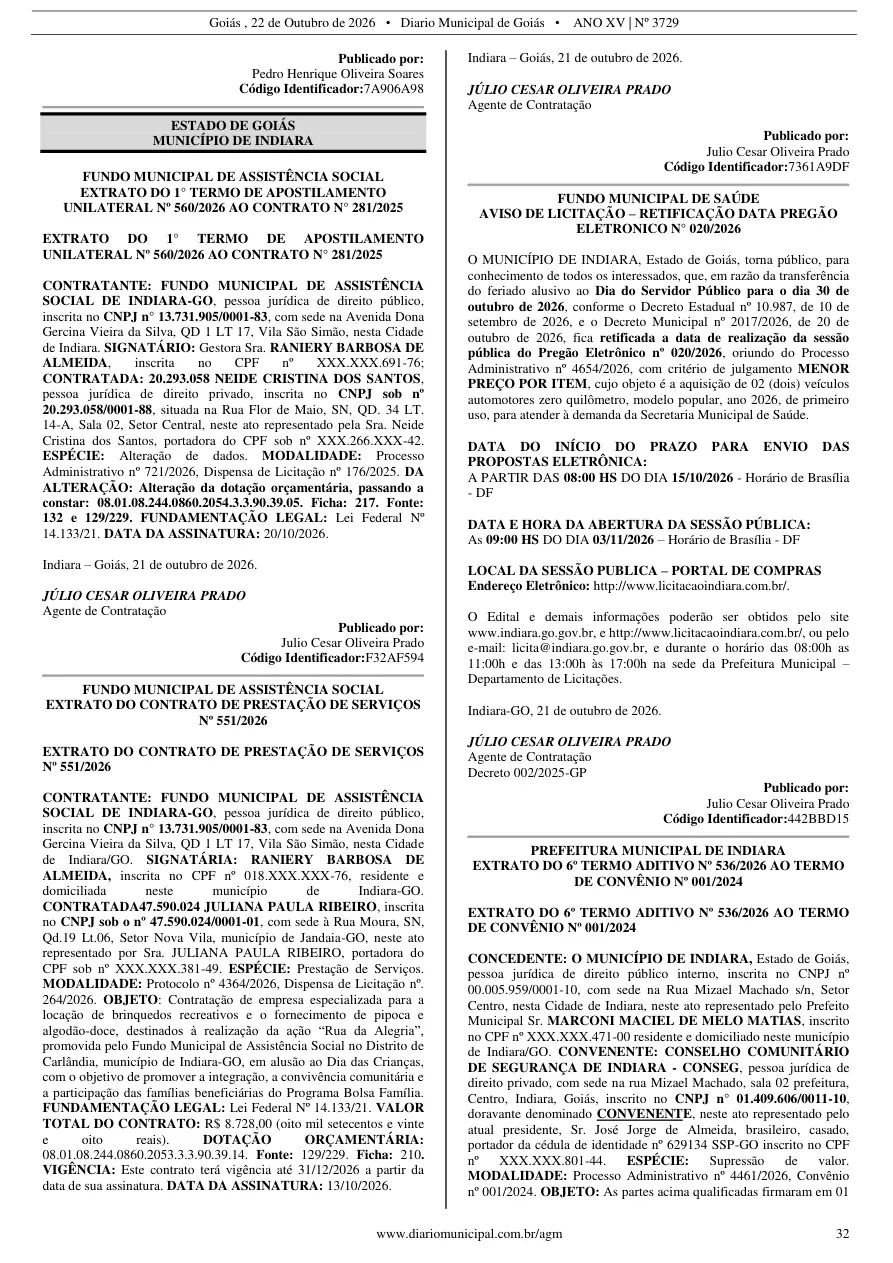 Goiás , 22 de Outubro de 2026 • Diario Municipal de Goiás • ANO XV | Nº 3729
Publicado por:
Pedro Henrique Oliveira Soares
Código Identificador:7A906A98
ESTADO DE GOIÁS
MUNICÍPIO DE INDIARA
FUNDO MUNICIPAL DE ASSISTÊNCIA SOCIAL
EXTRATO DO 1° TERMO DE APOSTILAMENTO
UNILATERAL Nº 560/2026 AO CONTRATO N° 281/2025
EXTRATO DO 1° TERMO DE APOSTILAMENTO
UNILATERAL Nº 560/2026 AO CONTRATO N° 281/2025
CONTRATANTE: FUNDO MUNICIPAL DE ASSISTÊNCIA
SOCIAL DE INDIARA-GO, pessoa jurídica de direito público,
inscrita no CNPJ n° 13.731.905/0001-83, com sede na Avenida Dona
Gercina Vieira da Silva, QD 1 LT 17, Vila São Simão, nesta Cidade
de Indiara. SIGNATÁRIO: Gestora Sra. RANIERY BARBOSA DE
ALMEIDA, inscrita no CPF nº XXX.XXX.691-76;
CONTRATADA: 20.293.058 NEIDE CRISTINA DOS SANTOS,
pessoa jurídica de direito privado, inscrita no CNPJ sob nº
20.293.058/0001-88, situada na Rua Flor de Maio, SN, QD. 34 LT.
14-A, Sala 02, Setor Central, neste ato representado pela Sra. Neide
Cristina dos Santos, portadora do CPF sob nº XXX.266.XXX-42.
ESPÉCIE: Alteração de dados. MODALIDADE: Processo
Administrativo nº 721/2026, Dispensa de Licitação nº 176/2025. DA
ALTERAÇÃO: Alteração da dotação orçamentária, passando a
constar: 08.01.08.244.0860.2054.3.3.90.39.05. Ficha: 217. Fonte:
132 e 129/229. FUNDAMENTAÇÃO LEGAL: Lei Federal Nº
14.133/21. DATA DA ASSINATURA: 20/10/2026.
Indiara – Goiás, 21 de outubro de 2026.
JÚLIO CESAR OLIVEIRA PRADO
Agente de Contratação
Publicado por:
Julio Cesar Oliveira Prado
Código Identificador:F32AF594
FUNDO MUNICIPAL DE ASSISTÊNCIA SOCIAL
EXTRATO DO CONTRATO DE PRESTAÇÃO DE SERVIÇOS
Nº 551/2026
EXTRATO DO CONTRATO DE PRESTAÇÃO DE SERVIÇOS
Nº 551/2026
CONTRATANTE: FUNDO MUNICIPAL DE ASSISTÊNCIA
SOCIAL DE INDIARA-GO, pessoa jurídica de direito público,
inscrita no CNPJ n° 13.731.905/0001-83, com sede na Avenida Dona
Gercina Vieira da Silva, QD 1 LT 17, Vila São Simão, nesta Cidade
de Indiara/GO. SIGNATÁRIA: RANIERY BARBOSA DE
ALMEIDA, inscrita no CPF nº 018.XXX.XXX-76, residente e
domiciliada neste município de Indiara-GO.
CONTRATADA47.590.024 JULIANA PAULA RIBEIRO, inscrita
no CNPJ sob o nº 47.590.024/0001-01, com sede à Rua Moura, SN,
Qd.19 Lt.06, Setor Nova Vila, município de Jandaia-GO, neste ato
representado por Sra. JULIANA PAULA RIBEIRO, portadora do
CPF sob nº XXX.XXX.381-49. ESPÉCIE: Prestação de Serviços.
MODALIDADE: Protocolo nº 4364/2026, Dispensa de Licitação nº.
264/2026. OBJETO: Contratação de empresa especializada para a
locação de brinquedos recreativos e o fornecimento de pipoca e
algodão-doce, destinados à realização da ação “Rua da Alegria”,
promovida pelo Fundo Municipal de Assistência Social no Distrito de
Carlândia, município de Indiara-GO, em alusão ao Dia das Crianças,
com o objetivo de promover a integração, a convivência comunitária e
a participação das famílias beneficiárias do Programa Bolsa Família.
FUNDAMENTAÇÃO LEGAL: Lei Federal Nº 14.133/21. VALOR
TOTAL DO CONTRATO: R$ 8.728,00 (oito mil setecentos e vinte
e oito reais). DOTAÇÃO ORÇAMENTÁRIA:
08.01.08.244.0860.2053.3.3.90.39.14. Fonte: 129/229. Ficha: 210.
VIGÊNCIA: Este contrato terá vigência até 31/12/2026 a partir da
data de sua assinatura. DATA DA ASSINATURA: 13/10/2026.
Indiara – Goiás, 21 de outubro de 2026.
JÚLIO CESAR OLIVEIRA PRADO
Agente de Contratação
Publicado por:
Julio Cesar Oliveira Prado
Código Identificador:7361A9DF
FUNDO MUNICIPAL DE SAÚDE
AVISO DE LICITAÇÃO – RETIFICAÇÃO DATA PREGÃO
ELETRONICO N° 020/2026
O MUNICÍPIO DE INDIARA, Estado de Goiás, torna público, para
conhecimento de todos os interessados, que, em razão da transferência
do feriado alusivo ao Dia do Servidor Público para o dia 30 de
outubro de 2026, conforme o Decreto Estadual nº 10.987, de 10 de
setembro de 2026, e o Decreto Municipal nº 2017/2026, de 20 de
outubro de 2026, fica retificada a data de realização da sessão
pública do Pregão Eletrônico nº 020/2026, oriundo do Processo
Administrativo nº 4654/2026, com critério de julgamento MENOR
PREÇO POR ITEM, cujo objeto é a aquisição de 02 (dois) veículos
automotores zero quilômetro, modelo popular, ano 2026, de primeiro
uso, para atender à demanda da Secretaria Municipal de Saúde.
DATA DO INÍCIO DO PRAZO PARA ENVIO DAS
PROPOSTAS ELETRÔNICA:
A PARTIR DAS 08:00 HS DO DIA 15/10/2026 - Horário de Brasília
- DF
DATA E HORA DA ABERTURA DA SESSÃO PÚBLICA:
As 09:00 HS DO DIA 03/11/2026 – Horário de Brasília - DF
LOCAL DA SESSÃO PUBLICA – PORTAL DE COMPRAS
Endereço Eletrônico: http://www.licitacaoindiara.com.br/.
O Edital e demais informações poderão ser obtidos pelo site
www.indiara.go.gov.br, e http://www.licitacaoindiara.com.br/, ou pelo
e-mail: licita@indiara.go.gov.br, e durante o horário das 08:00h as
11:00h e das 13:00h às 17:00h na sede da Prefeitura Municipal –
Departamento de Licitações.
Indiara-GO, 21 de outubro de 2026.
JÚLIO CESAR OLIVEIRA PRADO
Agente de Contratação
Decreto 002/2025-GP
Publicado por:
Julio Cesar Oliveira Prado
Código Identificador:442BBD15
PREFEITURA MUNICIPAL DE INDIARA
EXTRATO DO 6º TERMO ADITIVO Nº 536/2026 AO TERMO
DE CONVÊNIO Nº 001/2024
EXTRATO DO 6º TERMO ADITIVO Nº 536/2026 AO TERMO
DE CONVÊNIO Nº 001/2024
CONCEDENTE: O MUNICÍPIO DE INDIARA, Estado de Goiás,
pessoa jurídica de direito público interno, inscrita no CNPJ nº
00.005.959/0001-10, com sede na Rua Mizael Machado s/n, Setor
Centro, nesta Cidade de Indiara, neste ato representado pelo Prefeito
Municipal Sr. MARCONI MACIEL DE MELO MATIAS, inscrito
no CPF nº XXX.XXX.471-00 residente e domiciliado neste município
de Indiara/GO. CONVENENTE: CONSELHO COMUNITÁRIO
DE SEGURANÇA DE INDIARA - CONSEG, pessoa jurídica de
direito privado, com sede na rua Mizael Machado, sala 02 prefeitura,
Centro, Indiara, Goiás, inscrito no CNPJ n° 01.409.606/0011-10,
doravante denominado CONVENENTE, neste ato representado pelo
atual presidente, Sr. José Jorge de Almeida, brasileiro, casado,
portador da cédula de identidade nº 629134 SSP-GO inscrito no CPF
nº XXX.XXX.801-44. ESPÉCIE: Supressão de valor.
MODALIDADE: Processo Administrativo nº 4461/2026, Convênio
nº 001/2024. OBJETO: As partes acima qualificadas firmaram em 01
www.diariomunicipal.com.br/agm
32